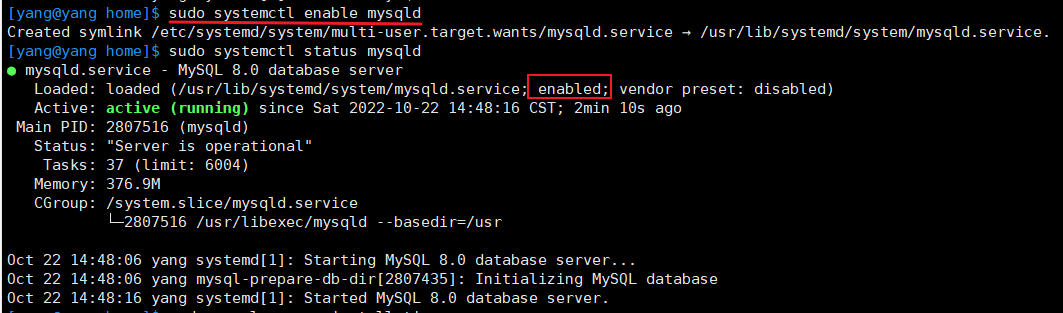 [yang@yang home]$ sudo systemctl enable mysqld
Created symlink /etc/systemd/system/multi-user.target.wants/mysqld.service → /usr/lib/systemd/system/mysqld.service.
[yang@yang home]$ sudo systemctl status mysqld
● mysqld.service - MySQL 8.0 database server
   Loaded: loaded (/usr/lib/systemd/system/mysqld.service; enabled; vendor preset: disabled)
   Active: active (running) since Sat 2022-10-22 14:48:16 CST; 2min 10s ago
 Main PID: 2807516 (mysqld)
   Status: "Server is operational"
    Tasks: 37 (limit: 6004)
   Memory: 376.9M
   CGroup: /system.slice/mysqld.service
           └─2807516 /usr/libexec/mysqld --basedir=/usr

Oct 22 14:48:06 yang systemd[1]: Starting MySQL 8.0 database server...
Oct 22 14:48:06 yang mysql-prepare-db-dir[2807435]: Initializing MySQL database
Oct 22 14:48:16 yang systemd[1]: Started MySQL 8.0 database server.
[yang@yang home]$